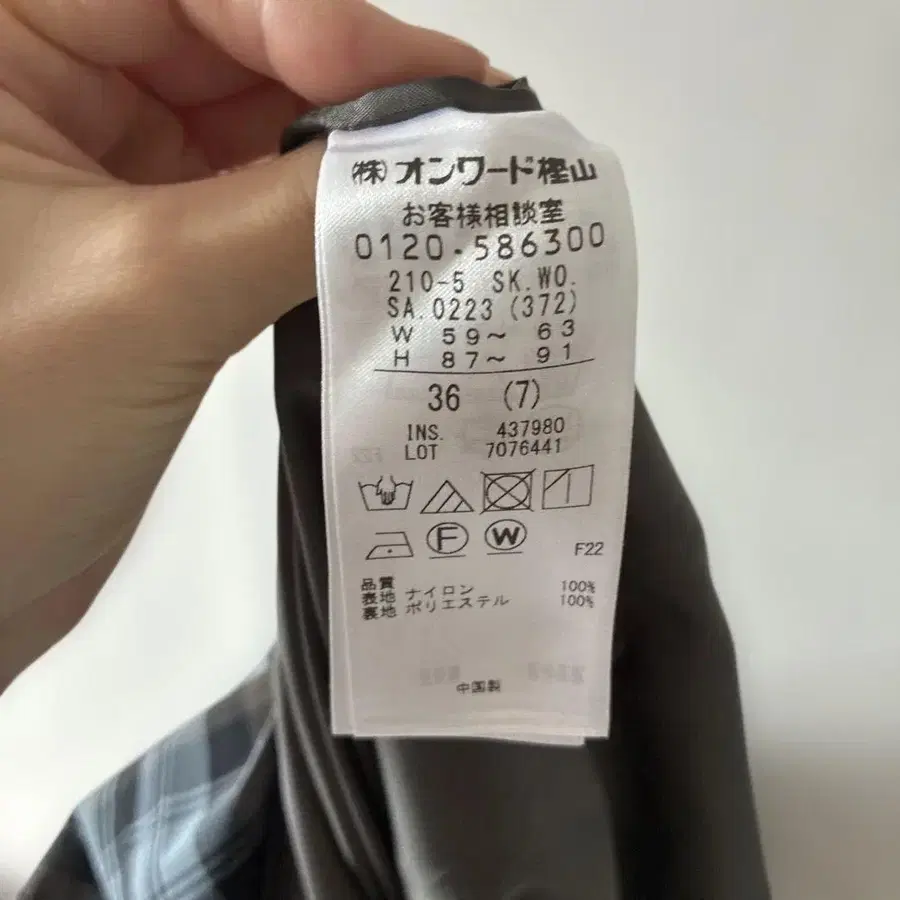 (株)オンワード樫山
お客様相談室
0120-586300
210-5 SK.WO.
SA.0223 (372)
W 59〜 63
H 87〜 91
36 (7)
INS. 437980
LOT 7076441
F W
F22
品質
表地 ナイロン 100%
裏地 ポリエステル 100%
中国製